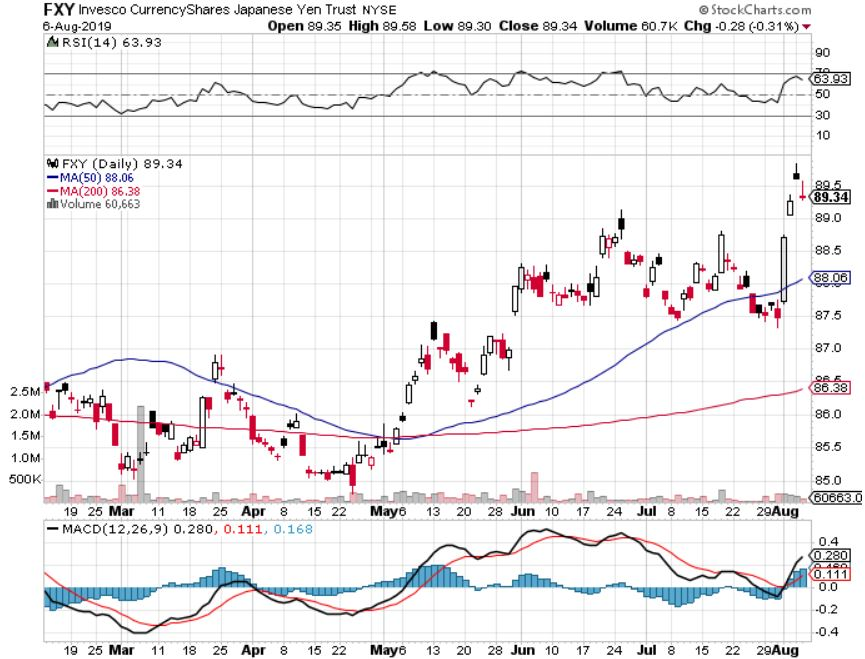 FXY Invesco CurrencyShares Japanese Yen Trust NYSE © StockCharts.com
6-Aug-2019 Open 89.35 High 89.58 Low 89.30 Close 89.34 Volume 60.7K Chg -0.28 (-0.31%)
RSI(14) 63.93
90
70
63.93
50
30
10
FXY (Daily) 89.34
MA(50) 88.06
MA(200) 86.38
Volume 60,663
89.5
89.34
89.0
88.5
88.06
88.0
87.5
87.0
86.5
86.38
2.5M 86.0
2.0M
1.5M 85.5
1.0M
500K 85.0
60663.0
19 25 Mar 11 18 25 Apr 8 15 22 May 6 13 20 28 Jun 10 17 24 Jul 8 15 22 29 Aug
MACD(12,26,9) 0.280, 0.111, 0.168
0.4
0.280
0.168
0.111
0.0
-0.2
-0.4
19 25 Mar 11 18 25 Apr 8 15 22 May 6 13 20 28 Jun 10 17 24 Jul 8 15 22 29 Aug